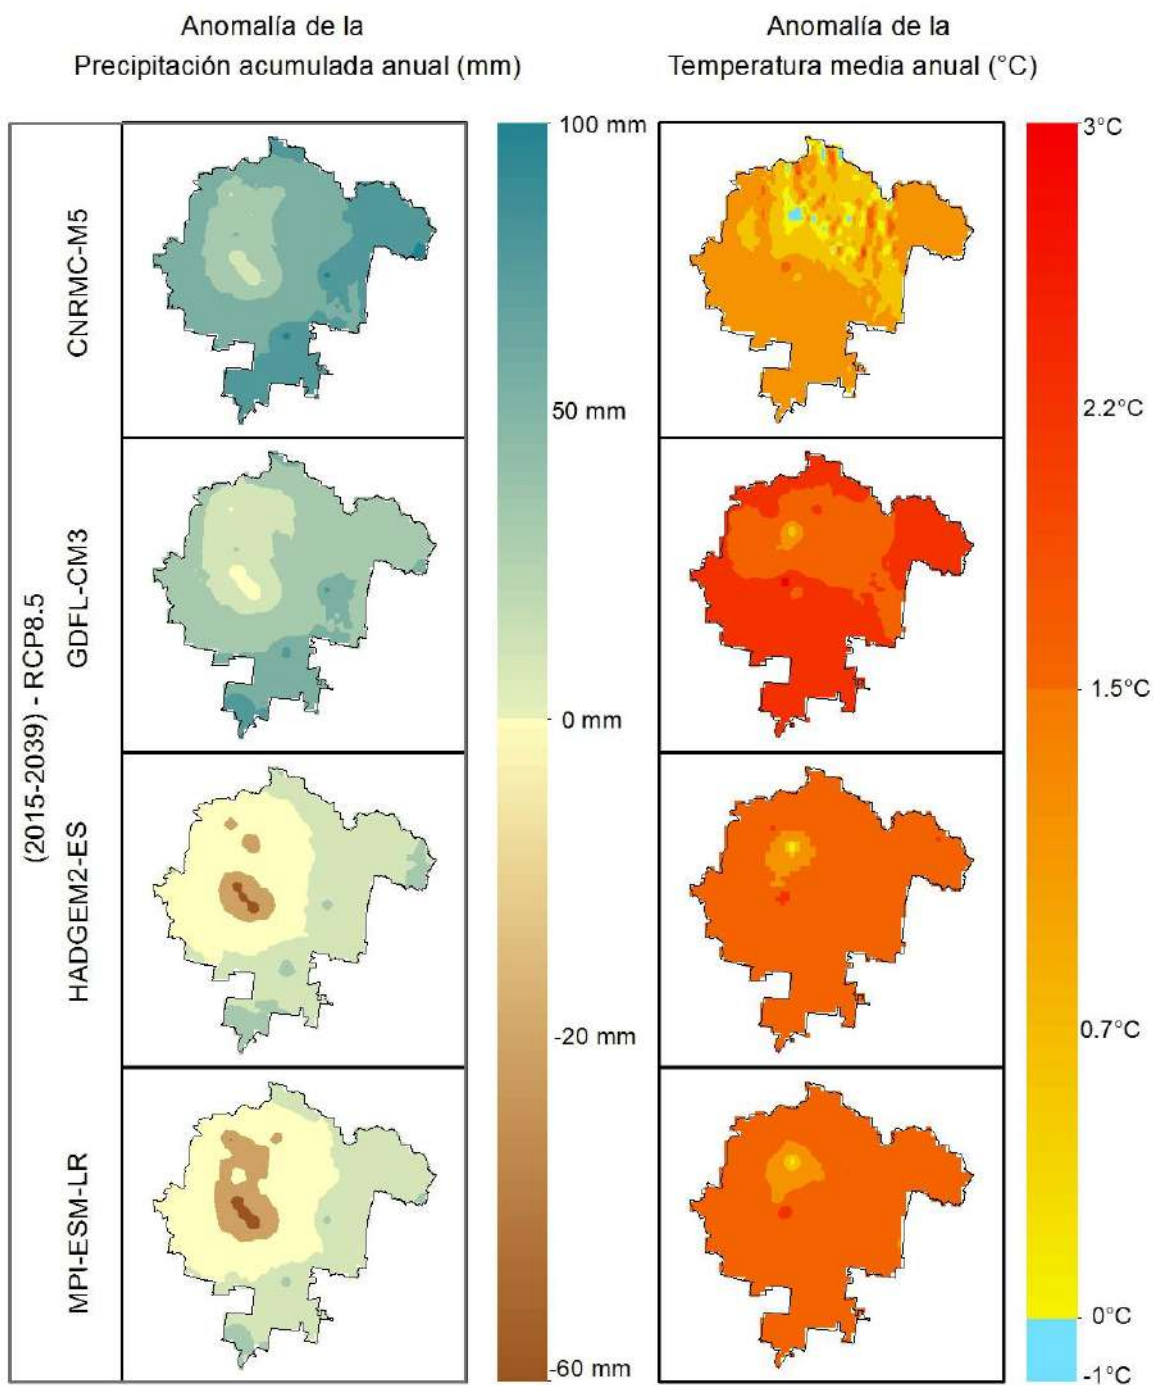 Anomalía de la
Precipitación acumulada anual (mm)
Anomalía de la
Temperatura media anual (°C)
(2015-2039) - RCP8.5
CNRMC-M5
GDFL-CM3
HADGEM2-ES
MPI-ESM-LR
100 mm
50 mm
0 mm
-20 mm
-60 mm
3°C
2.2°C
1.5°C
0.7°C
0°C
-1°C